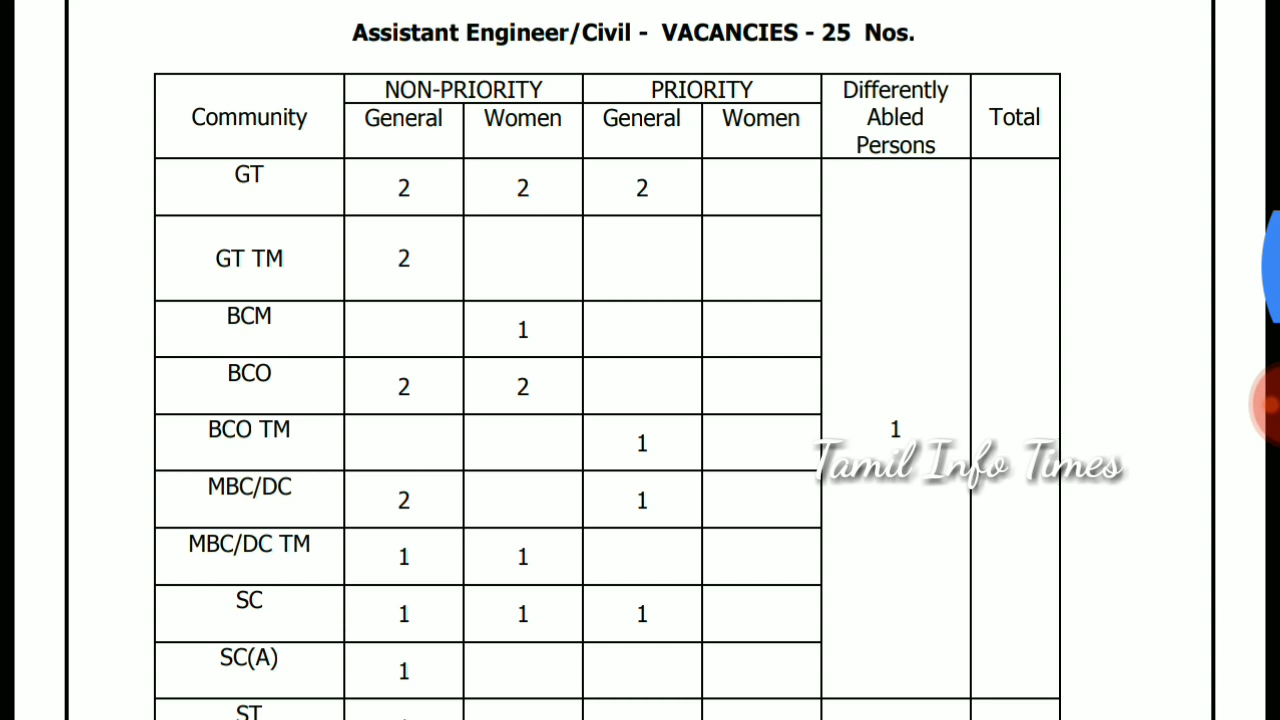 Assistant Engineer/Civil - VACANCIES - 25 Nos.
Community NON-PRIORITY PRIORITY Differently Abled Persons Total
General Women General Women
GT 2 2 2
GT TM 2
BCM 1
BCO 2 2
BCO TM 1 1
Tamil Info Times
MBC/DC 2 1
MBC/DC TM 1 1
SC 1 1 1
SC(A) 1
ST